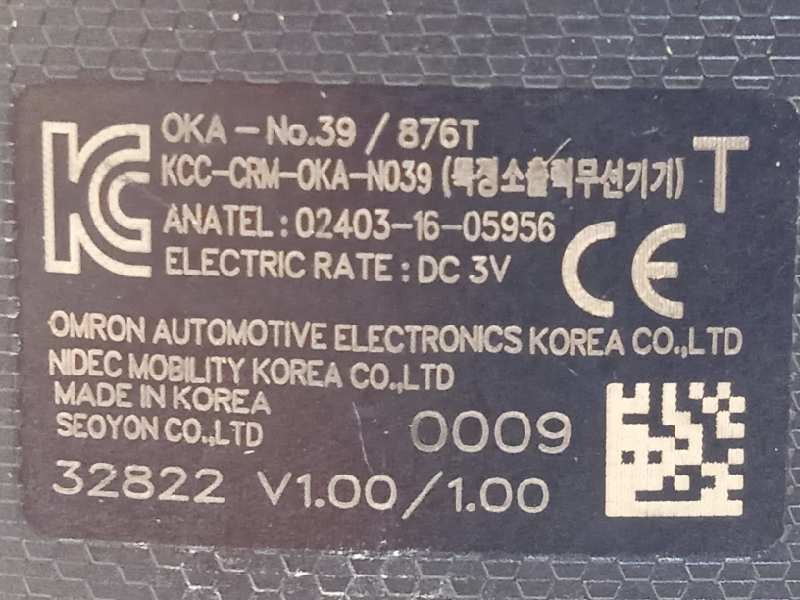 KC OKA - No.39 / 876T T
KCC-CRM-OKA-N039 (특정소출력무선기기)
ANATEL : 02403-16-05956
ELECTRIC RATE : DC 3V CE
OMRON AUTOMOTIVE ELECTRONICS KOREA CO.,LTD
NIDEC MOBILITY KOREA CO.,LTD
MADE IN KOREA
SEOYON CO.,LTD
0009
32822 V1.00/1.00